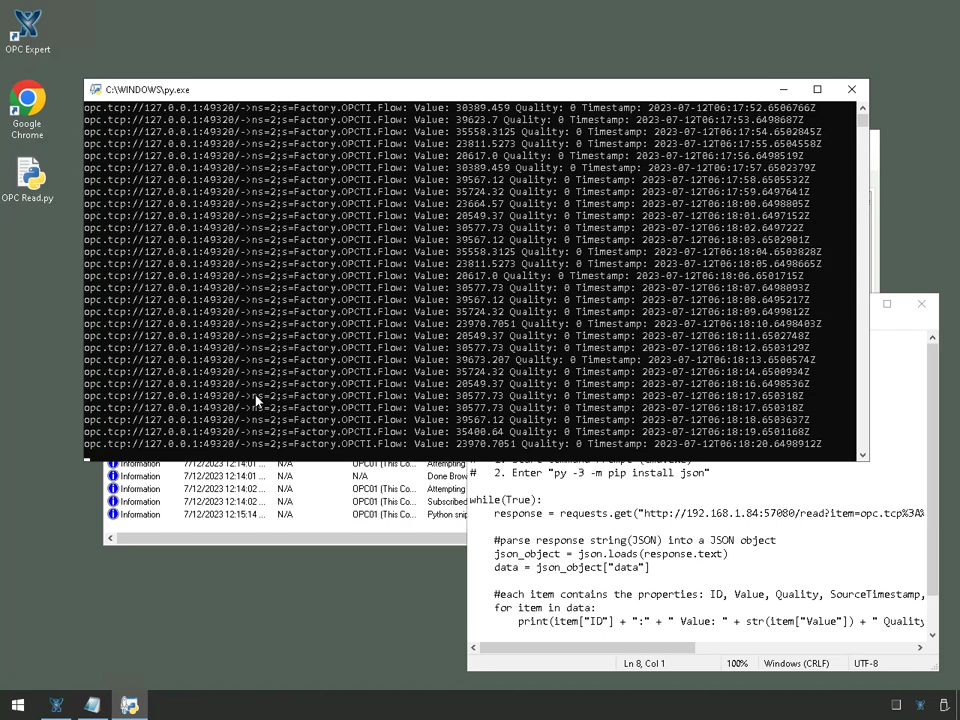 OPC Expert
Google
Chrome
OPC Read.py
C:\WINDOWS\py.exe
opc.tcp://127.0.0.1:49320/->ns=2;s=Factory.OPCTI.Flow: Value: 30389.459 Quality: 0 Timestamp: 2023-07-12T06:17:52.6506766Z
opc.tcp://127.0.0.1:49320/->ns=2;s=Factory.OPCTI.Flow: Value: 39623.7 Quality: 0 Timestamp: 2023-07-12T06:17:53.6498687Z
opc.tcp://127.0.0.1:49320/->ns=2;s=Factory.OPCTI.Flow: Value: 35558.3125 Quality: 0 Timestamp: 2023-07-12T06:17:54.6502845Z
opc.tcp://127.0.0.1:49320/->ns=2;s=Factory.OPCTI.Flow: Value: 23811.5273 Quality: 0 Timestamp: 2023-07-12T06:17:55.6504558Z
opc.tcp://127.0.0.1:49320/->ns=2;s=Factory.OPCTI.Flow: Value: 20617.0 Quality: 0 Timestamp: 2023-07-12T06:17:56.6498519Z
opc.tcp://127.0.0.1:49320/->ns=2;s=Factory.OPCTI.Flow: Value: 30389.459 Quality: 0 Timestamp: 2023-07-12T06:17:57.6502379Z
opc.tcp://127.0.0.1:49320/->ns=2;s=Factory.OPCTI.Flow: Value: 39567.12 Quality: 0 Timestamp: 2023-07-12T06:17:58.6505532Z
opc.tcp://127.0.0.1:49320/->ns=2;s=Factory.OPCTI.Flow: Value: 35724.32 Quality: 0 Timestamp: 2023-07-12T06:17:59.6497641Z
opc.tcp://127.0.0.1:49320/->ns=2;s=Factory.OPCTI.Flow: Value: 23664.57 Quality: 0 Timestamp: 2023-07-12T06:18:00.6498805Z
opc.tcp://127.0.0.1:49320/->ns=2;s=Factory.OPCTI.Flow: Value: 20549.37 Quality: 0 Timestamp: 2023-07-12T06:18:01.6497152Z
opc.tcp://127.0.0.1:49320/->ns=2;s=Factory.OPCTI.Flow: Value: 30577.73 Quality: 0 Timestamp: 2023-07-12T06:18:02.649722Z
opc.tcp://127.0.0.1:49320/->ns=2;s=Factory.OPCTI.Flow: Value: 39567.12 Quality: 0 Timestamp: 2023-07-12T06:18:03.6502901Z
opc.tcp://127.0.0.1:49320/->ns=2;s=Factory.OPCTI.Flow: Value: 35558.3125 Quality: 0 Timestamp: 2023-07-12T06:18:04.6503828Z
opc.tcp://127.0.0.1:49320/->ns=2;s=Factory.OPCTI.Flow: Value: 23811.5273 Quality: 0 Timestamp: 2023-07-12T06:18:05.6498665Z
opc.tcp://127.0.0.1:49320/->ns=2;s=Factory.OPCTI.Flow: Value: 20617.0 Quality: 0 Timestamp: 2023-07-12T06:18:06.6501715Z
opc.tcp://127.0.0.1:49320/->ns=2;s=Factory.OPCTI.Flow: Value: 30577.73 Quality: 0 Timestamp: 2023-07-12T06:18:07.6498093Z
opc.tcp://127.0.0.1:49320/->ns=2;s=Factory.OPCTI.Flow: Value: 39567.12 Quality: 0 Timestamp: 2023-07-12T06:18:08.6495217Z
opc.tcp://127.0.0.1:49320/->ns=2;s=Factory.OPCTI.Flow: Value: 35724.32 Quality: 0 Timestamp: 2023-07-12T06:18:09.6499812Z
opc.tcp://127.0.0.1:49320/->ns=2;s=Factory.OPCTI.Flow: Value: 23970.7051 Quality: 0 Timestamp: 2023-07-12T06:18:10.6498403Z
opc.tcp://127.0.0.1:49320/->ns=2;s=Factory.OPCTI.Flow: Value: 20549.37 Quality: 0 Timestamp: 2023-07-12T06:18:11.6502748Z
opc.tcp://127.0.0.1:49320/->ns=2;s=Factory.OPCTI.Flow: Value: 30577.73 Quality: 0 Timestamp: 2023-07-12T06:18:12.6503129Z
opc.tcp://127.0.0.1:49320/->ns=2;s=Factory.OPCTI.Flow: Value: 39673.207 Quality: 0 Timestamp: 2023-07-12T06:18:13.6500574Z
opc.tcp://127.0.0.1:49320/->ns=2;s=Factory.OPCTI.Flow: Value: 35724.32 Quality: 0 Timestamp: 2023-07-12T06:18:14.6500934Z
opc.tcp://127.0.0.1:49320/->ns=2;s=Factory.OPCTI.Flow: Value: 20549.37 Quality: 0 Timestamp: 2023-07-12T06:18:16.6498536Z
opc.tcp://127.0.0.1:49320/->ns=2;s=Factory.OPCTI.Flow: Value: 30577.73 Quality: 0 Timestamp: 2023-07-12T06:18:17.650318Z
opc.tcp://127.0.0.1:49320/->ns=2;s=Factory.OPCTI.Flow: Value: 30577.73 Quality: 0 Timestamp: 2023-07-12T06:18:17.650318Z
opc.tcp://127.0.0.1:49320/->ns=2;s=Factory.OPCTI.Flow: Value: 39567.12 Quality: 0 Timestamp: 2023-07-12T06:18:18.6503637Z
opc.tcp://127.0.0.1:49320/->ns=2;s=Factory.OPCTI.Flow: Value: 35400.64 Quality: 0 Timestamp: 2023-07-12T06:18:19.6501168Z
opc.tcp://127.0.0.1:49320/->ns=2;s=Factory.OPCTI.Flow: Value: 23970.7051 Quality: 0 Timestamp: 2023-07-12T06:18:20.6498912Z
Information 7/12/2023 12:14:01 ... N/A OPC01 (This Co... Attempting
Information 7/12/2023 12:14:01 ... N/A N/A Done Brow
Information 7/12/2023 12:14:02 ... N/A OPC01 (This Co... Attempting
Information 7/12/2023 12:14:02 ... N/A OPC01 (This Co... Subscribed
Information 7/12/2023 12:15:14 ... N/A OPC01 (This Co... Python snip
# 2. Enter "py -3 -m pip install json"
while(True):
response = requests.get("http://192.168.1.84:57080/read?item=opc.tcp%3A%
#parse response string(JSON) into a JSON object
json_object = json.loads(response.text)
data = json_object["data"]
#each item contains the properties: ID, Value, Quality, SourceTimestamp,
for item in data:
print(item["ID"] + ":" + " Value: " + str(item["Value"]) + " Quality
Ln 8, Col 1 100% Windows (CRLF) UTF-8